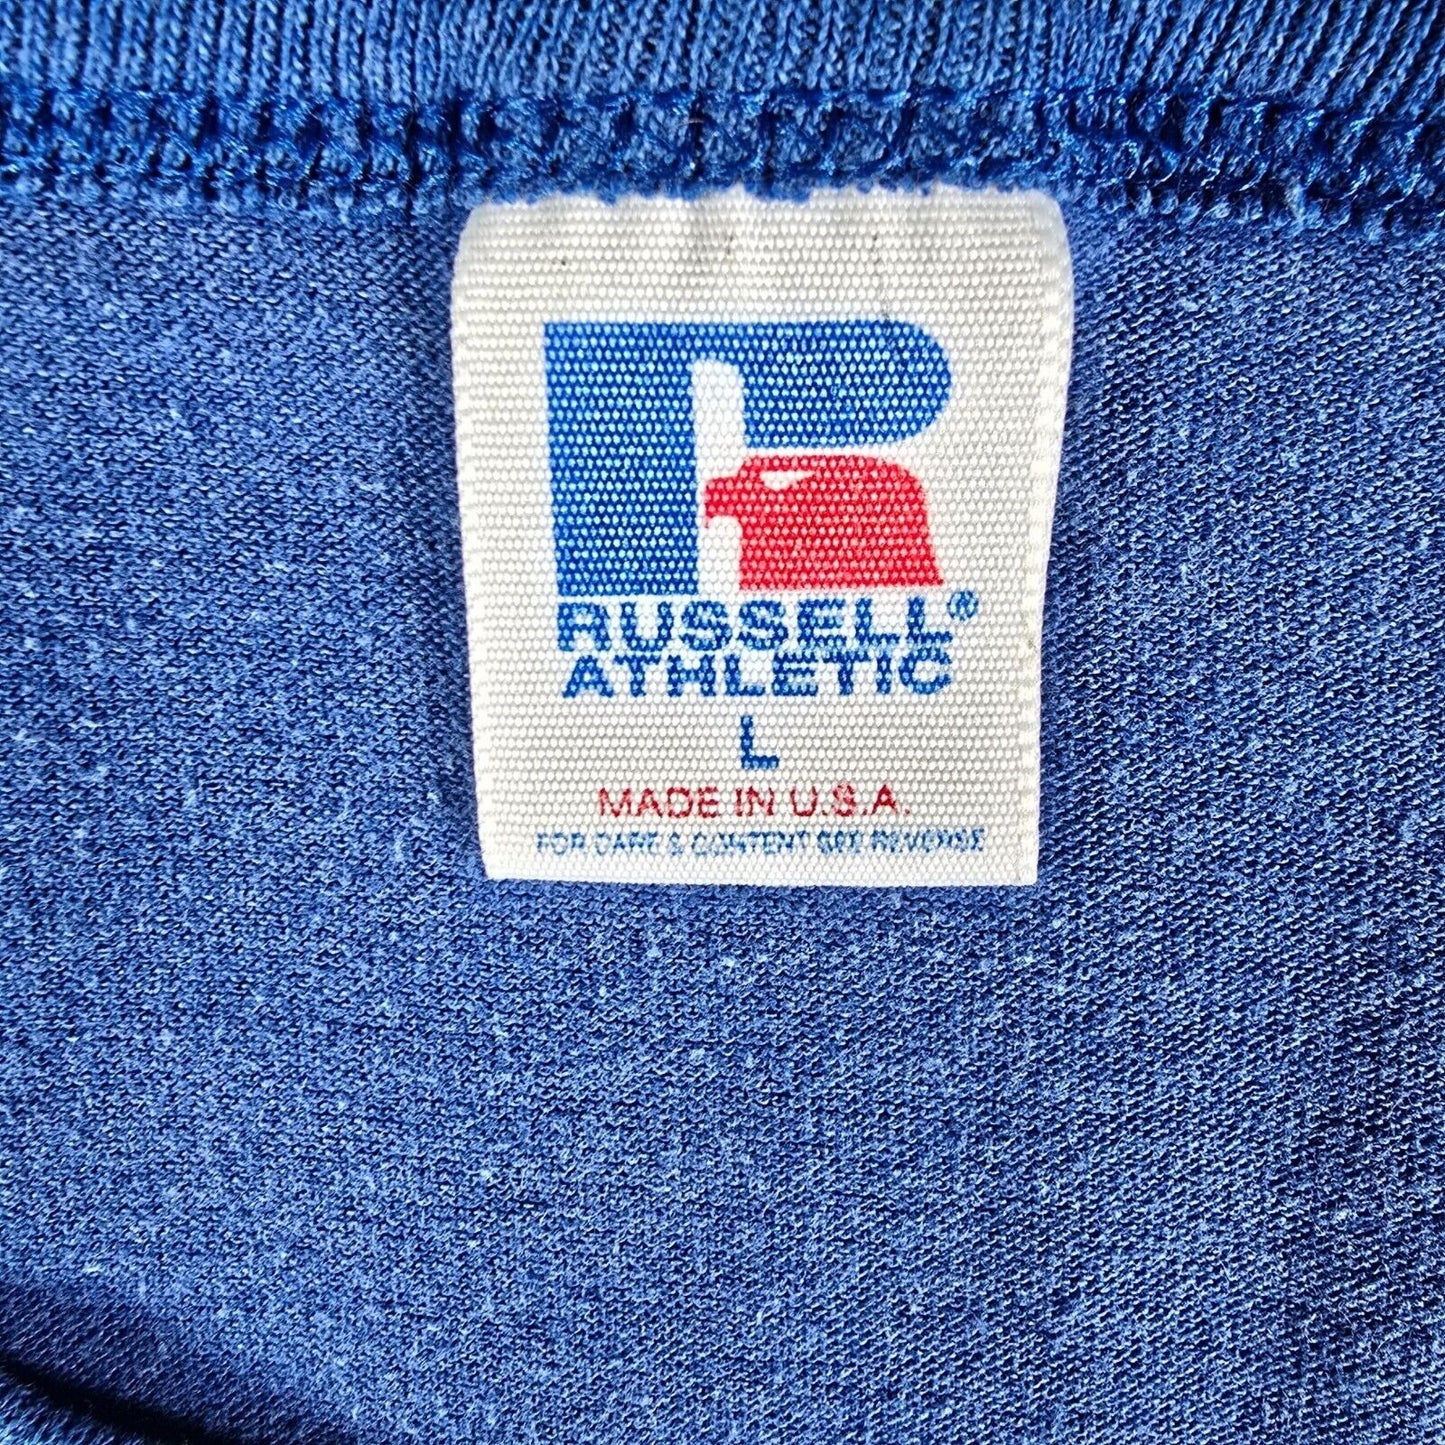 RUSSELL®
ATHLETIC
L
MADE IN U.S.A.
FOR CARE & CONTENT SEE REVERSE